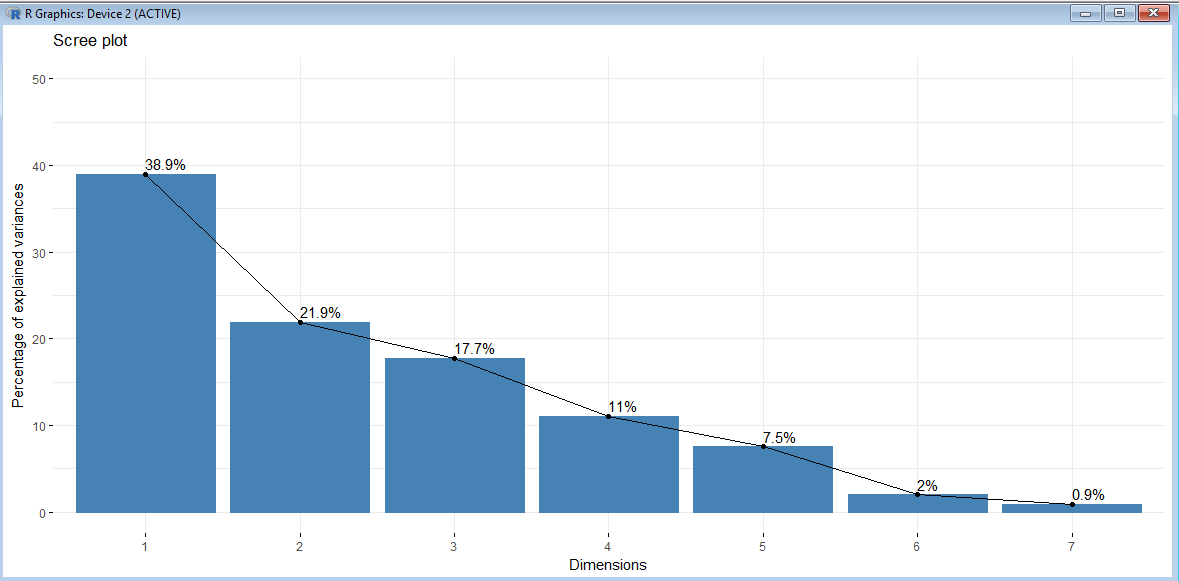 R Graphics: Device 2 (ACTIVE)
Scree plot
Percentage of explained variances
50
40
30
20
10
0
38.9%
21.9%
17.7%
11%
7.5%
2%
0.9%
1 2 3 4 5 6 7
Dimensions